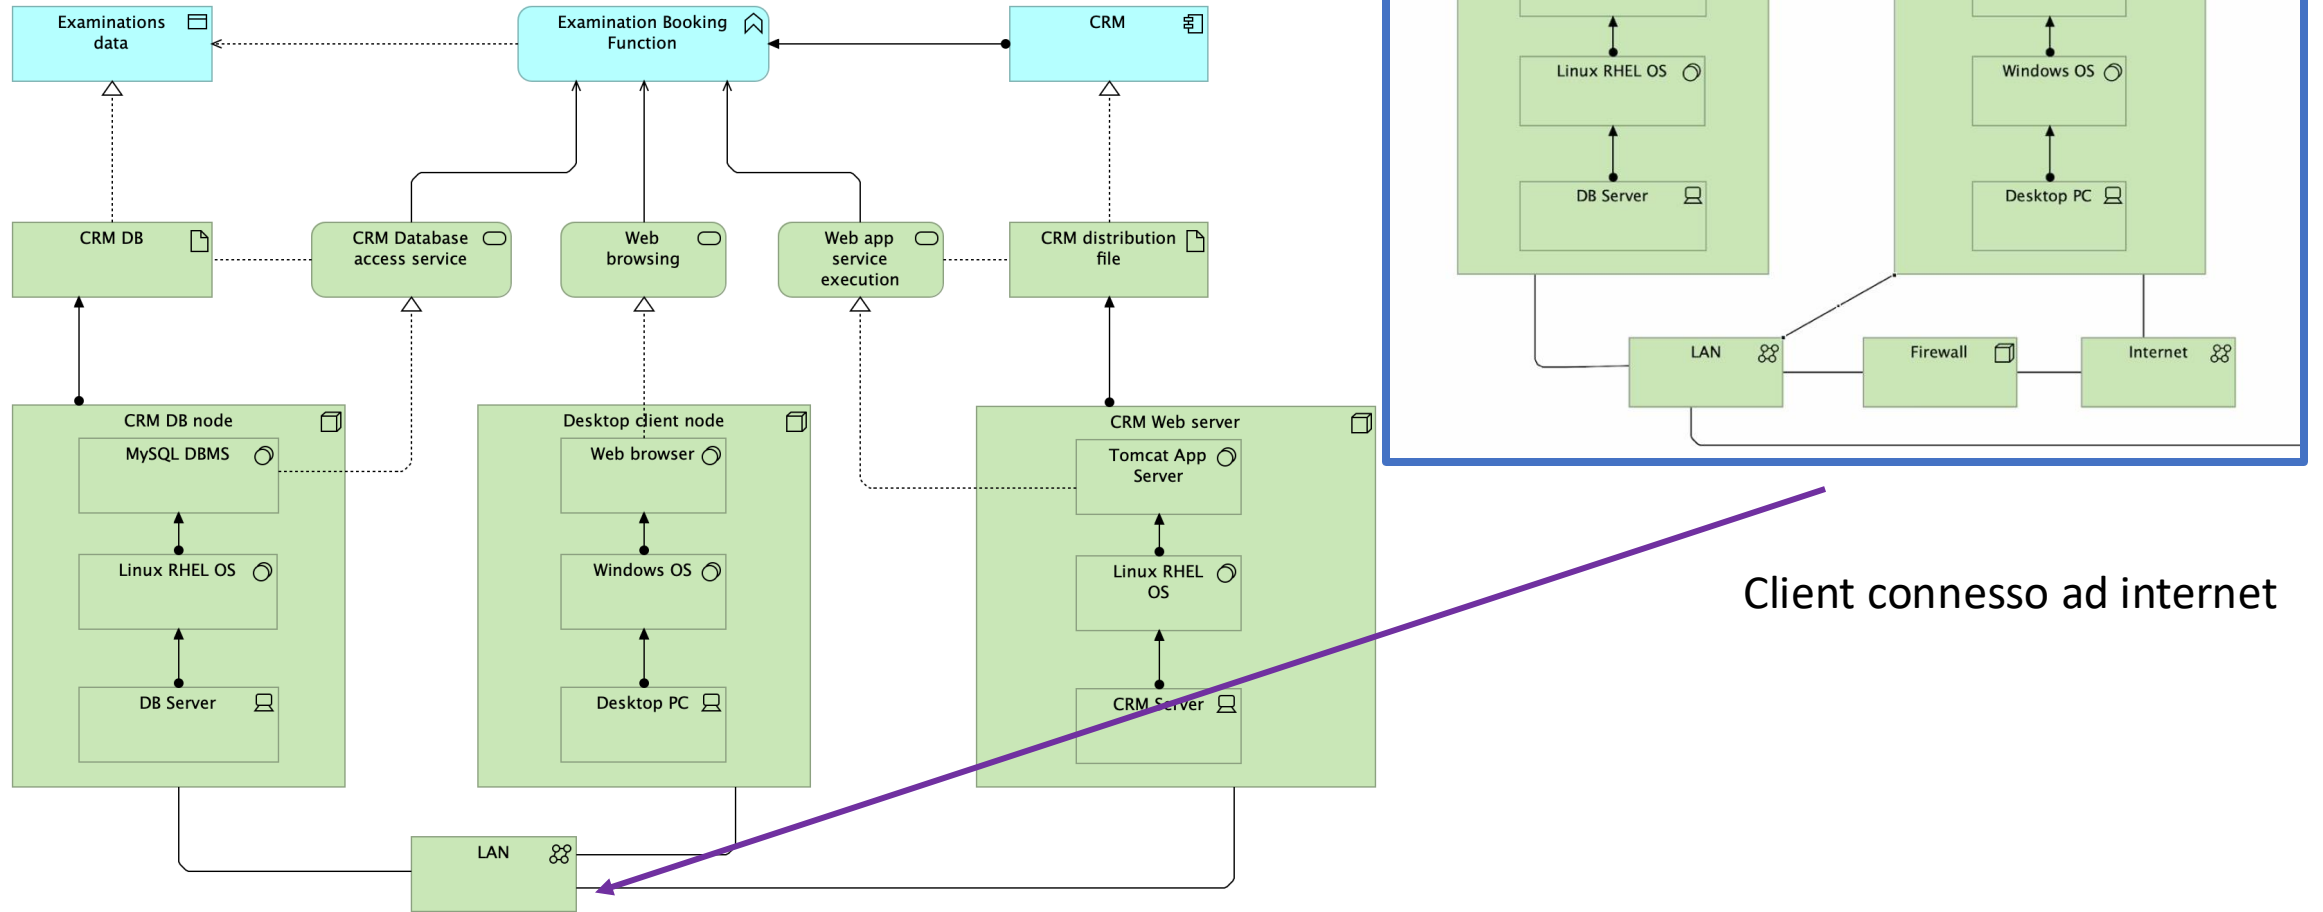 Examinations
data
Examination Booking
Function
CRM
CRM DB
CRM Database
access service
Web
browsing
Web app
service
execution
CRM distribution
file
CRM DB node
MySQL DBMS
Linux RHEL OS
DB Server
Desktop client node
Web browser
Windows OS
Desktop PC
CRM Web server
Tomcat App
Server
Linux RHEL
OS
CRM Server
LAN
Linux RHEL OS
DB Server
Windows OS
Desktop PC
LAN
Firewall
Internet
Client connesso ad internet